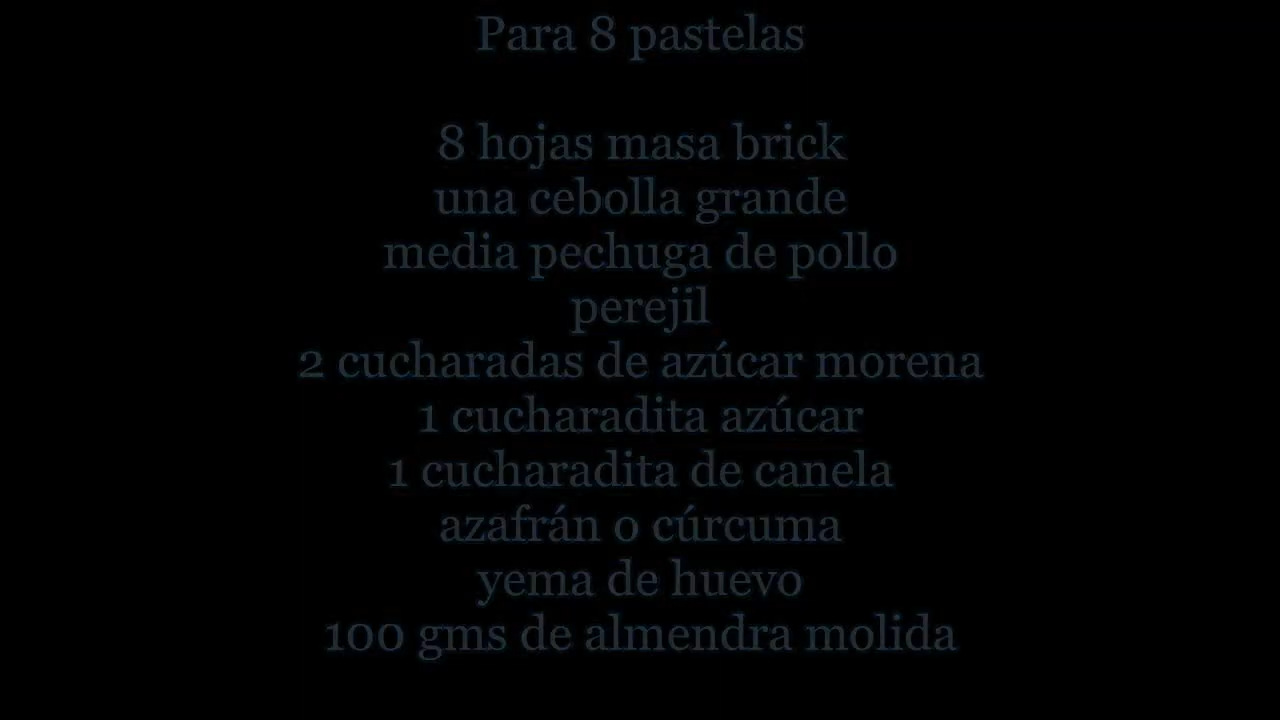 Para 8 pastelas
8 hojas masa brick
una cebolla grande
media pechuga de pollo
perejil
2 cucharadas de azúcar morena
1 cucharadita azúcar
1 cucharadita de canela
azafrán o cúrcuma
yema de huevo
100 gms de almendra molida